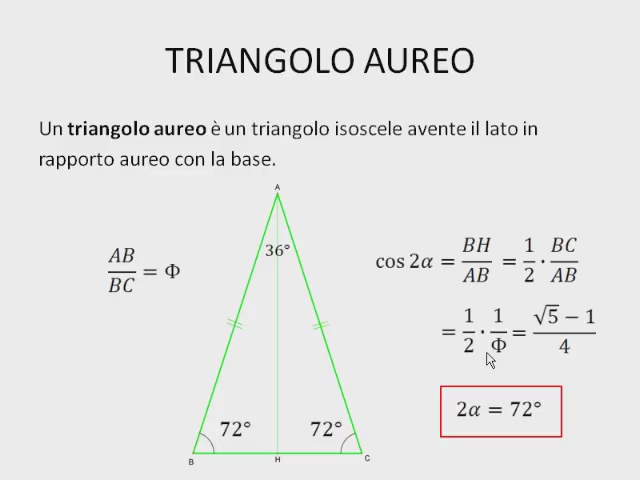 TRIANGOLO AUREO
Un triangolo aureo è un triangolo isoscele avente il lato in
rapporto aureo con la base.
A
36°
AB/BC = Φ
cos 2α = BH/AB = 1/2 · BC/AB
= 1/2 · 1/Φ = (√5 − 1)/4
2α = 72°
72° 72°
B H C